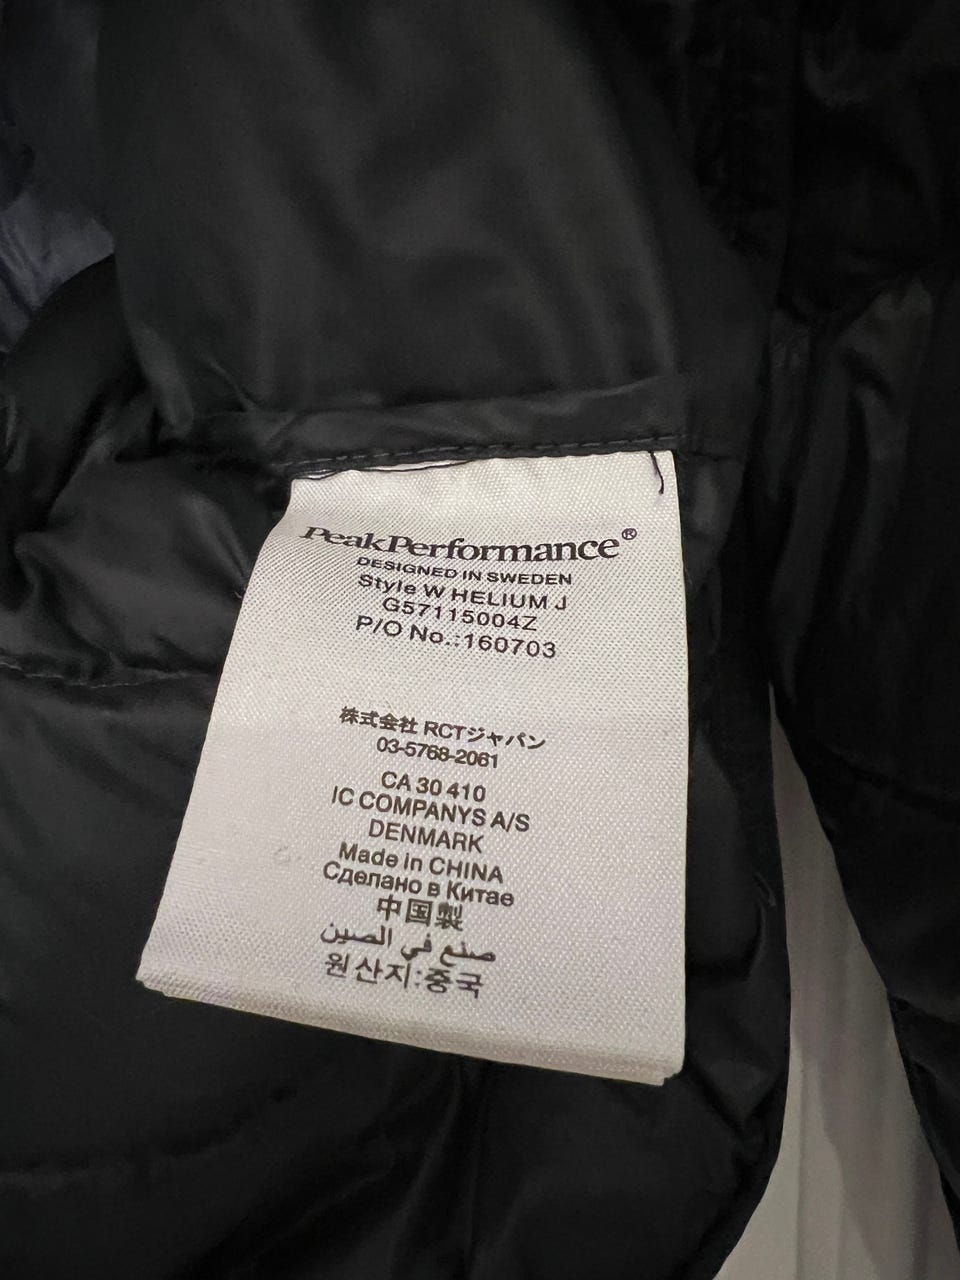 PeakPerformance®
DESIGNED IN SWEDEN
Style W HELIUM J
G57115004Z
P/O No.:160703
株式会社 RCTジャパン
03-5768-2061
CA 30 410
IC COMPANYS A/S
DENMARK
Made in CHINA
Сделано в Китае
中国製
صنع في الصين
원산지:중국